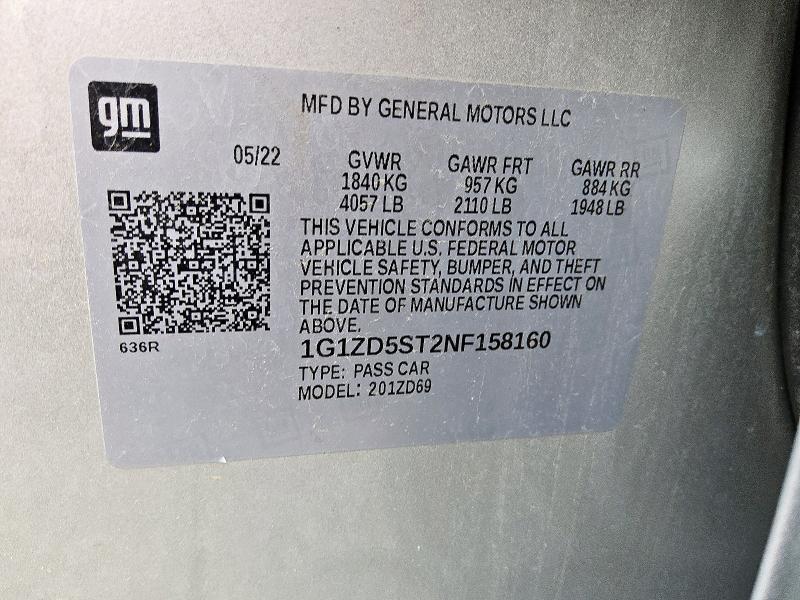 gm
MFD BY GENERAL MOTORS LLC
05/22 GVWR GAWR FRT GAWR RR
1840 KG 957 KG 884 KG
4057 LB 2110 LB 1948 LB
THIS VEHICLE CONFORMS TO ALL
APPLICABLE U.S. FEDERAL MOTOR
VEHICLE SAFETY, BUMPER, AND THEFT
PREVENTION STANDARDS IN EFFECT ON
THE DATE OF MANUFACTURE SHOWN
ABOVE.
636R
1G1ZD5ST2NF158160
TYPE: PASS CAR
MODEL: 201ZD69